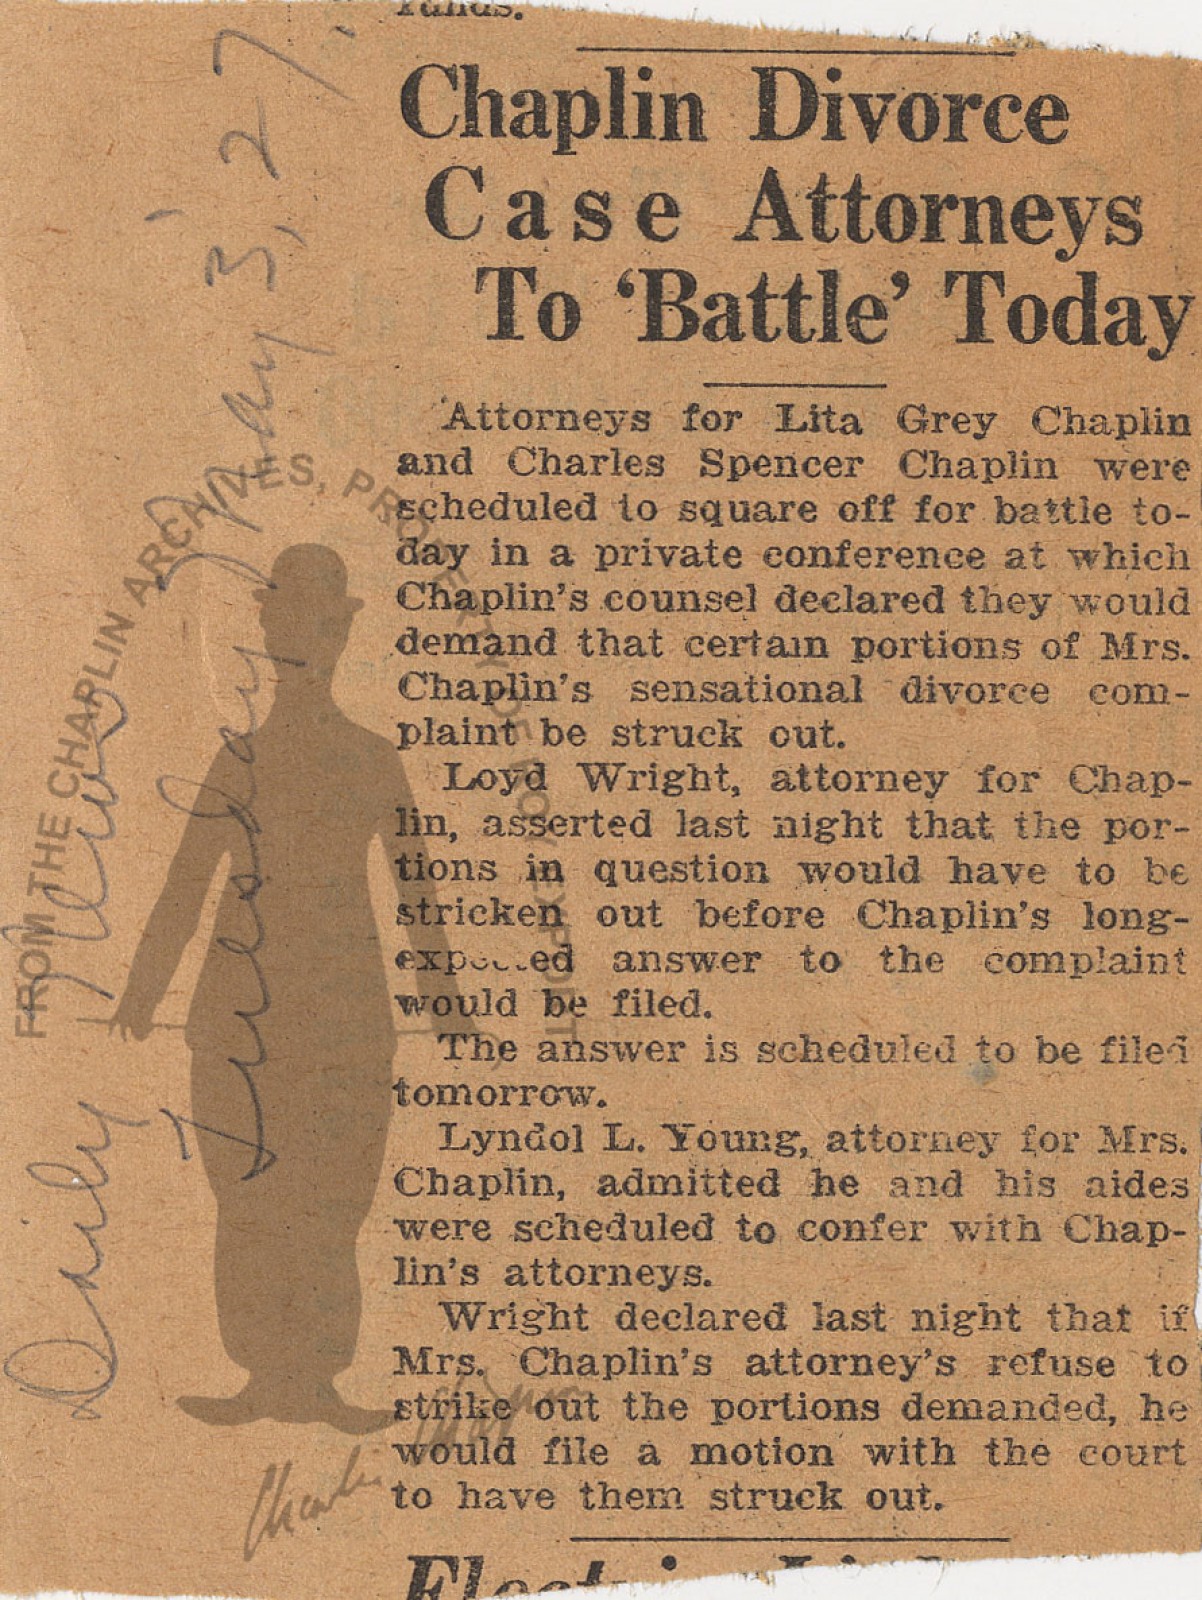 funds.
Chaplin Divorce
Case Attorneys
To 'Battle' Today
Attorneys for Lita Grey Chaplin
and Charles Spencer Chaplin were
scheduled to square off for battle to-
day in a private conference at which
Chaplin's counsel declared they would
demand that certain portions of Mrs.
Chaplin's sensational divorce com-
plaint be struck out.
Loyd Wright, attorney for Chap-
lin, asserted last night that the por-
tions in question would have to be
stricken out before Chaplin's long-
expected answer to the complaint
would be filed.
The answer is scheduled to be filed
tomorrow.
Lyndol L. Young, attorney for Mrs.
Chaplin, admitted he and his aides
were scheduled to confer with Chap-
lin's attorneys.
Wright declared last night that if
Mrs. Chaplin's attorney's refuse to
strike out the portions demanded, he
would file a motion with the court
to have them struck out.
Daily News
Tuesday May 3, 27
FROM THE CHAPLIN ARCHIVES, PROPERTY OF ROY EXPORT
Charlie Chaplin